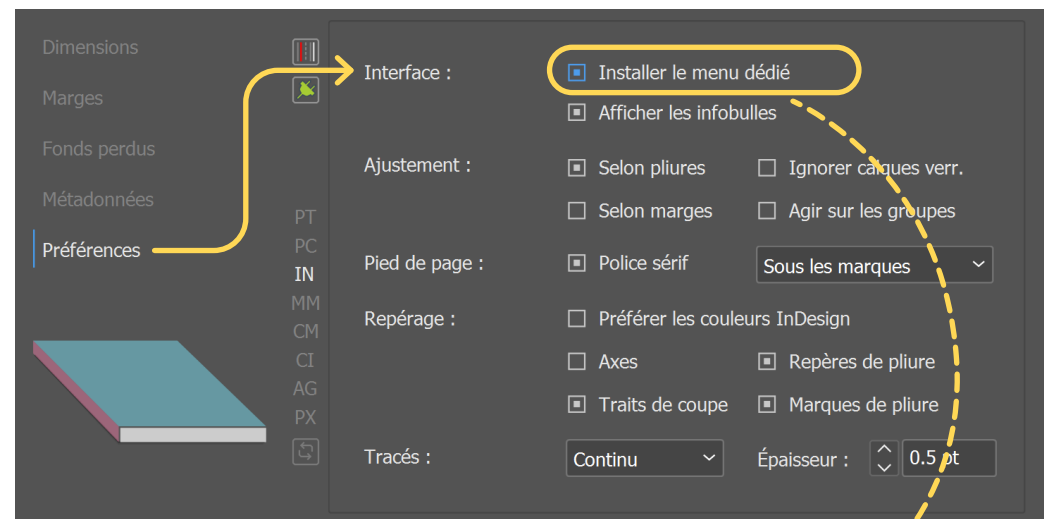 Dimensions
Marges
Fonds perdus
Métadonnées
Préférences
PT
PC
IN
MM
CM
CI
AG
PX
Interface :
Installer le menu dédié
Afficher les infobulles
Ajustement :
Selon pliures
Ignorer calques verr.
Selon marges
Agir sur les groupes
Pied de page :
Police sérif
Sous les marques
Repérage :
Préférer les couleurs InDesign
Axes
Repères de pliure
Traits de coupe
Marques de pliure
Tracés :
Continu
Épaisseur :
0.5 pt